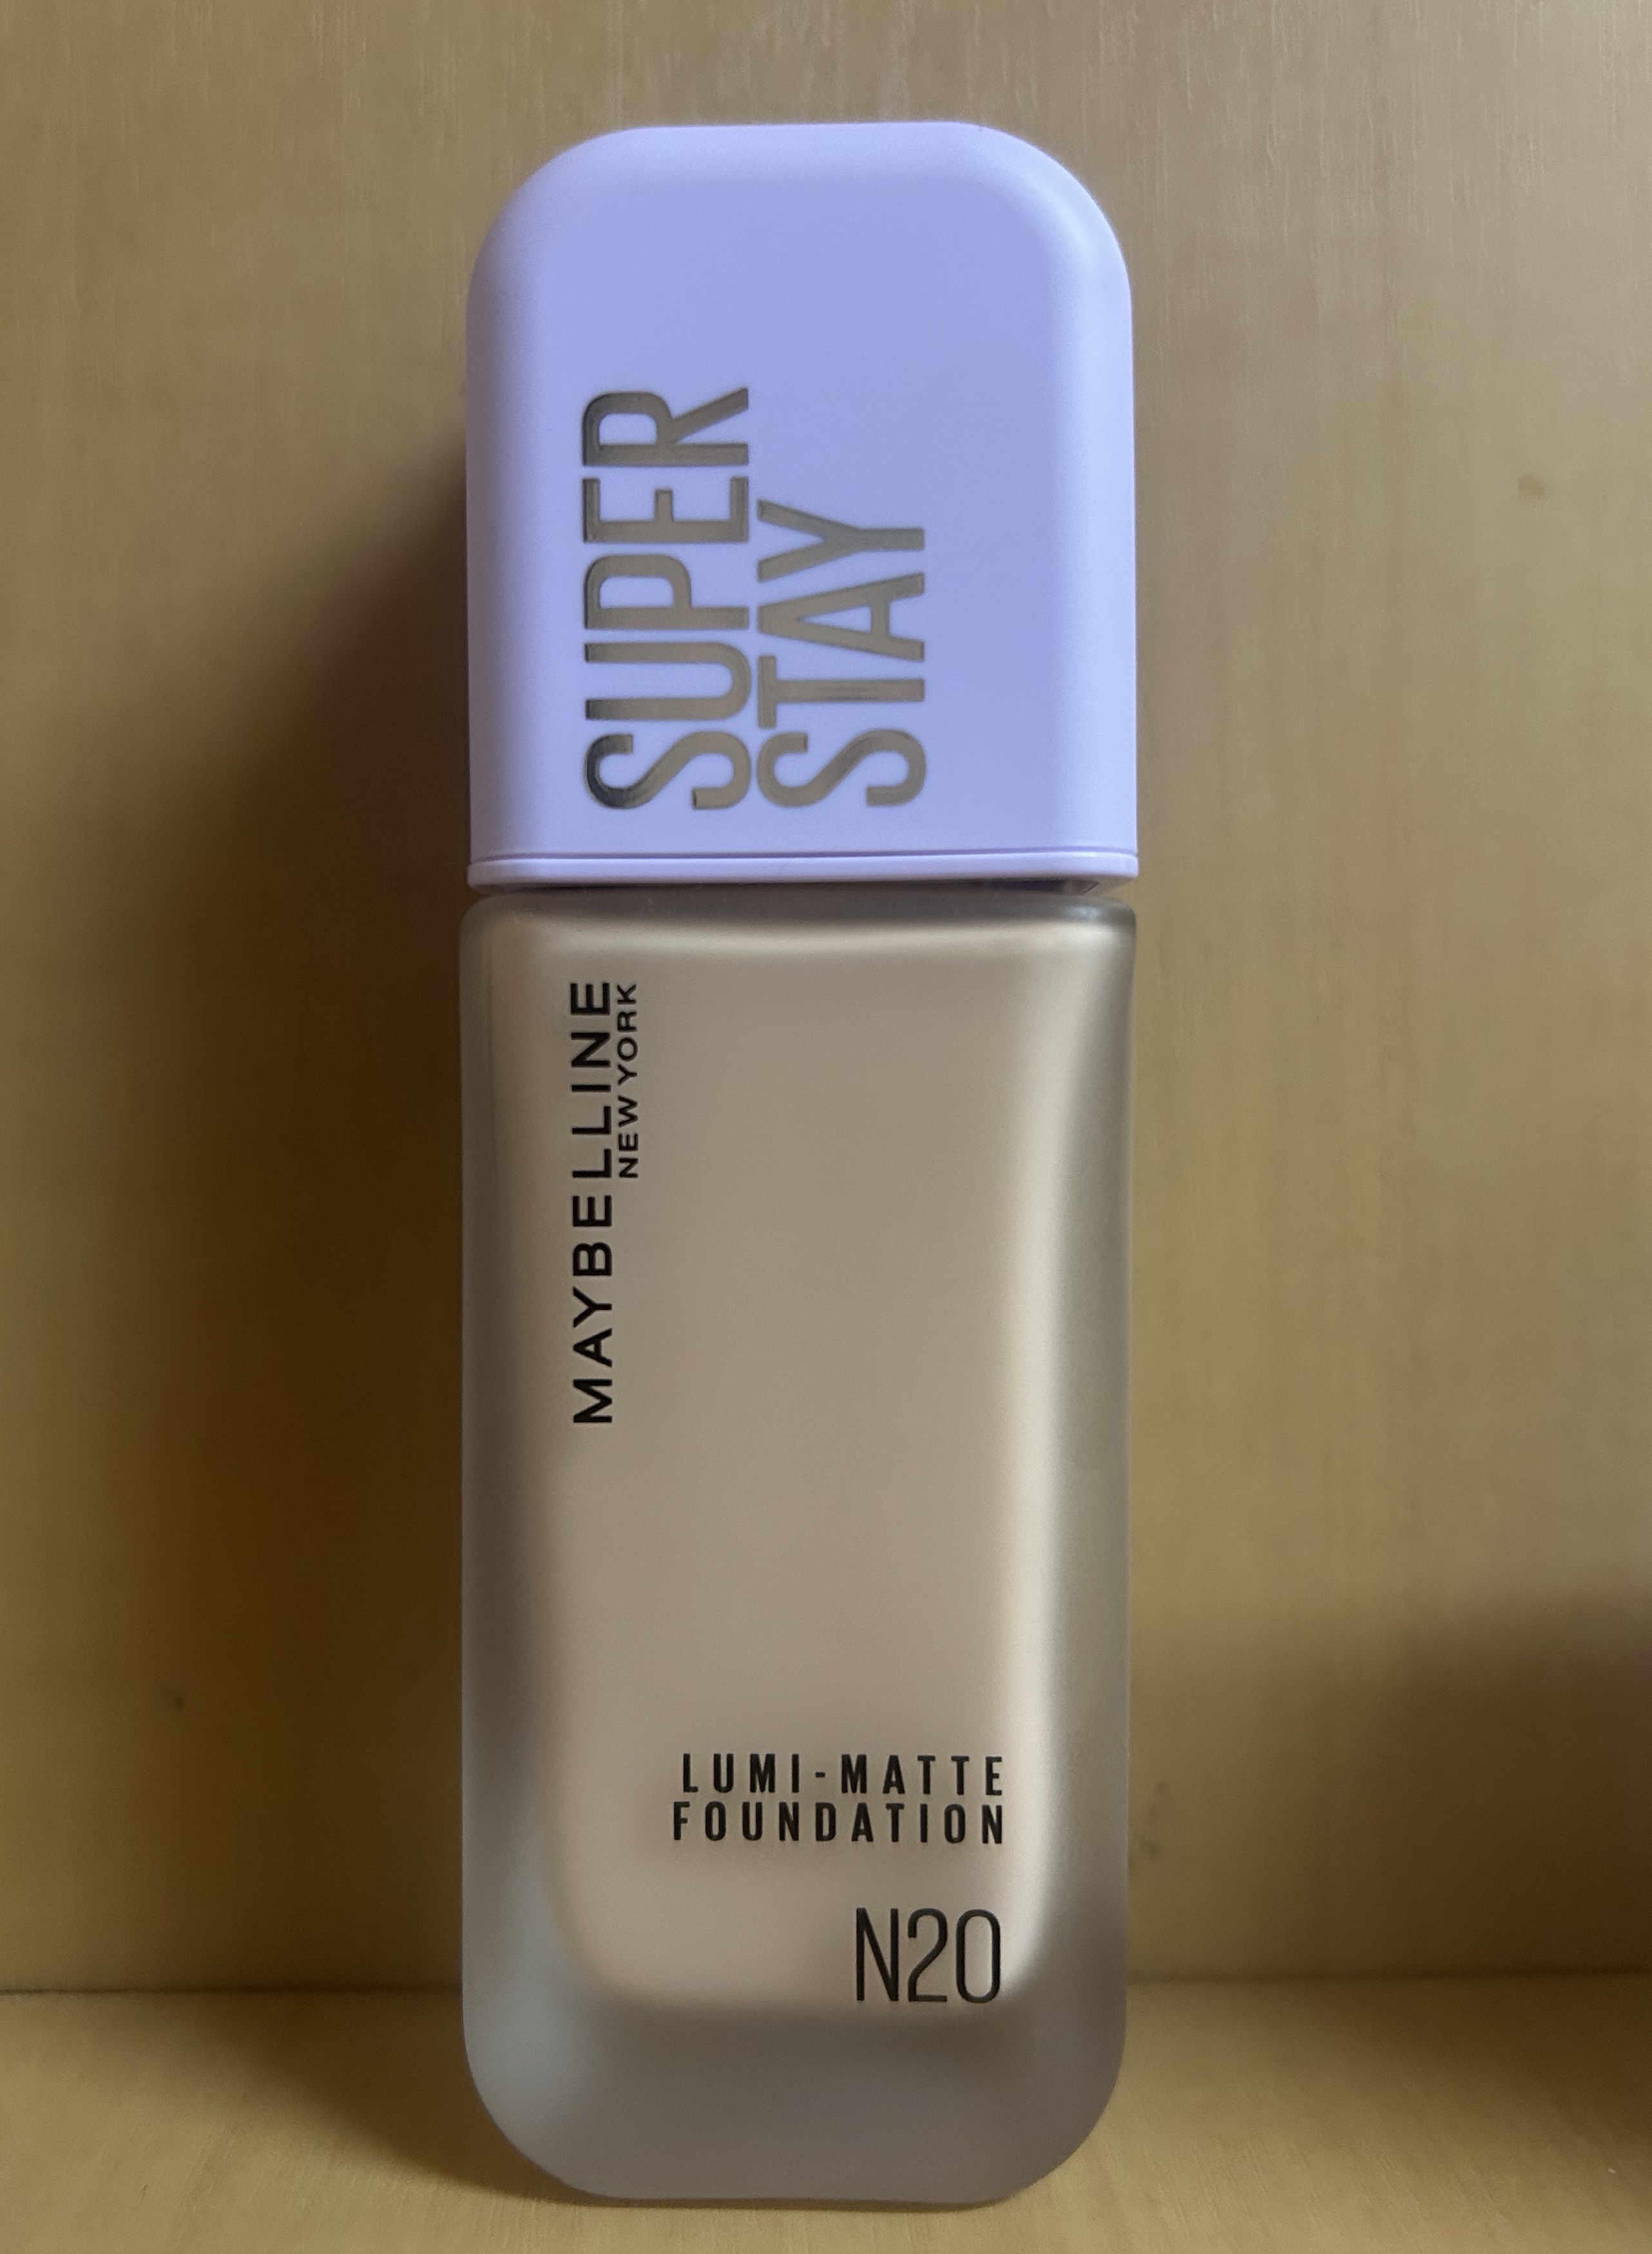 SUPER
STAY
MAYBELLINE
NEW YORK
LUMI-MATTE
FOUNDATION
N20